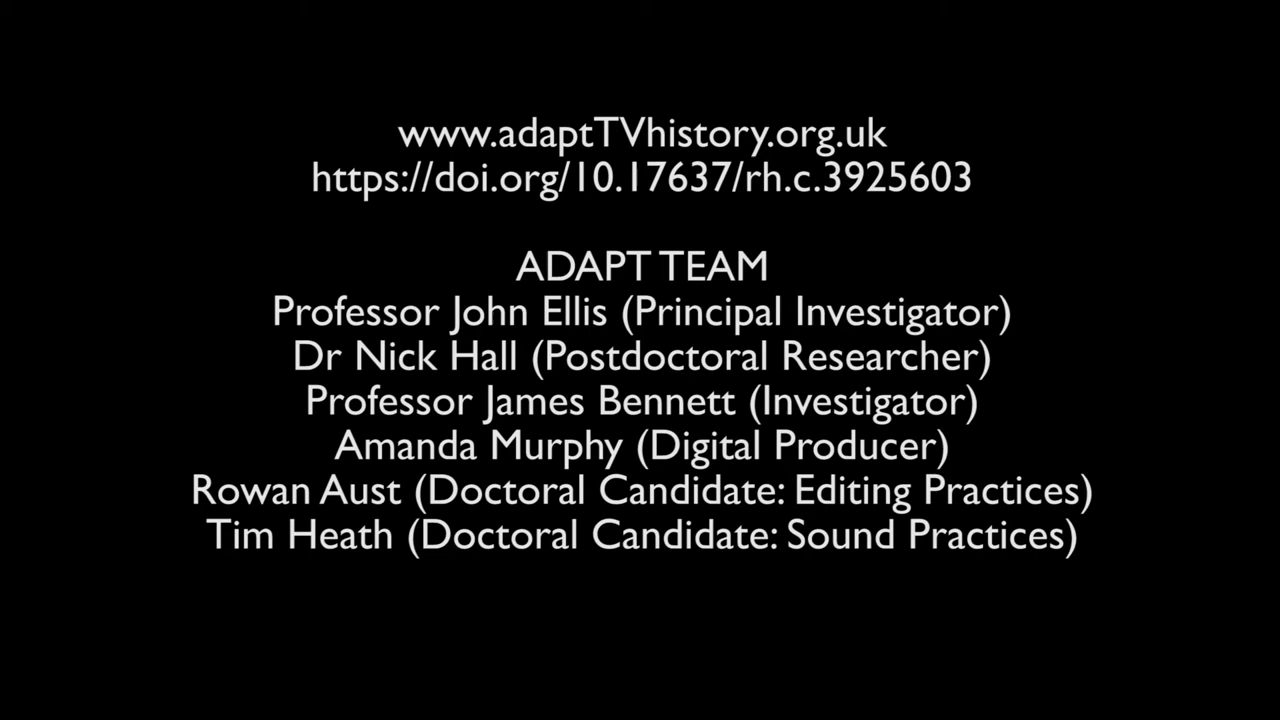 www.adaptTVhistory.org.uk
https://doi.org/10.17637/rh.c.3925603
ADAPT TEAM
Professor John Ellis (Principal Investigator)
Dr Nick Hall (Postdoctoral Researcher)
Professor James Bennett (Investigator)
Amanda Murphy (Digital Producer)
Rowan Aust (Doctoral Candidate: Editing Practices)
Tim Heath (Doctoral Candidate: Sound Practices)